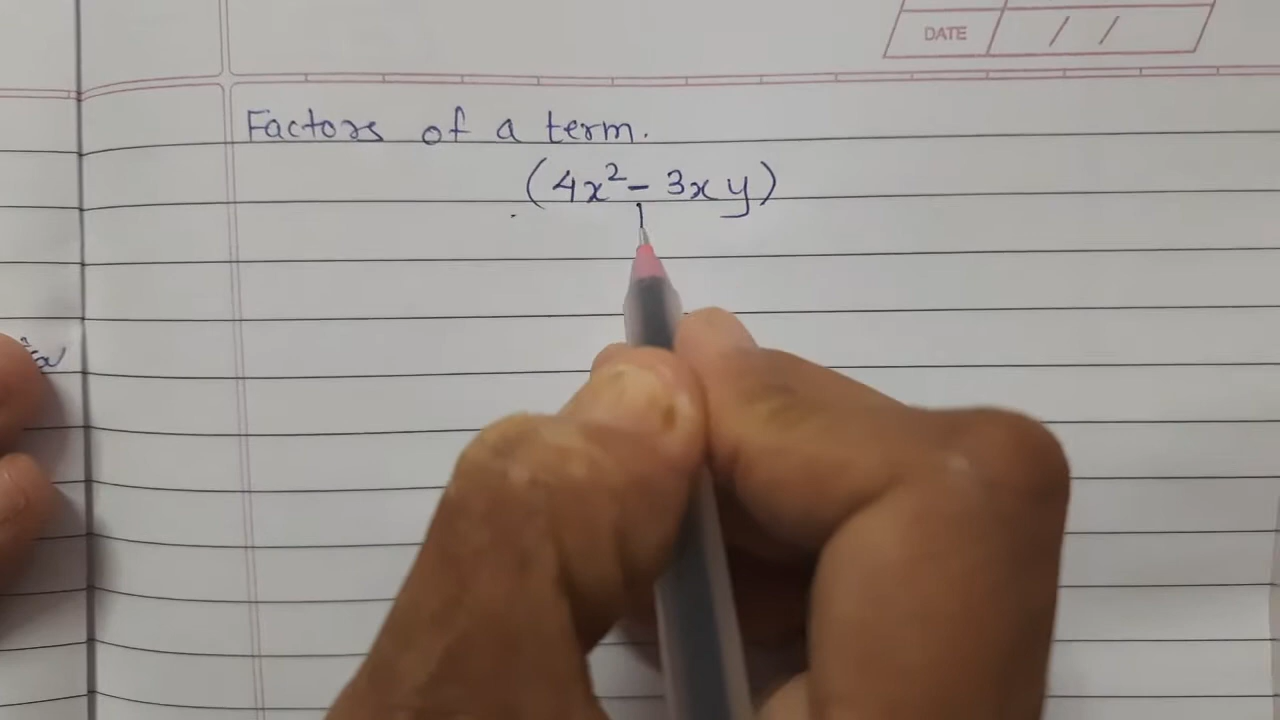 DATE / /
Factors of a term.
(4x² - 3xy)